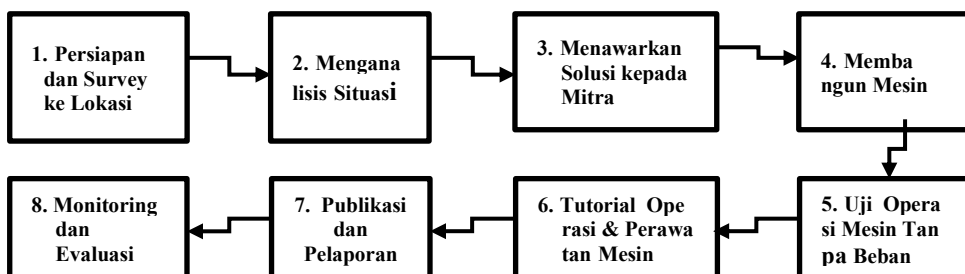 1. Persiapan
dan Survey
ke Lokasi
2. Mengana
lisis Situasi
3. Menawarkan
Solusi kepada
Mitra
4. Memba
ngun Mesin
5. Uji Opera
si Mesin Tan
pa Beban
6. Tutorial Ope
rasi & Perawa
tan Mesin
7. Publikasi
dan
Pelaporan
8. Monitoring
dan
Evaluasi